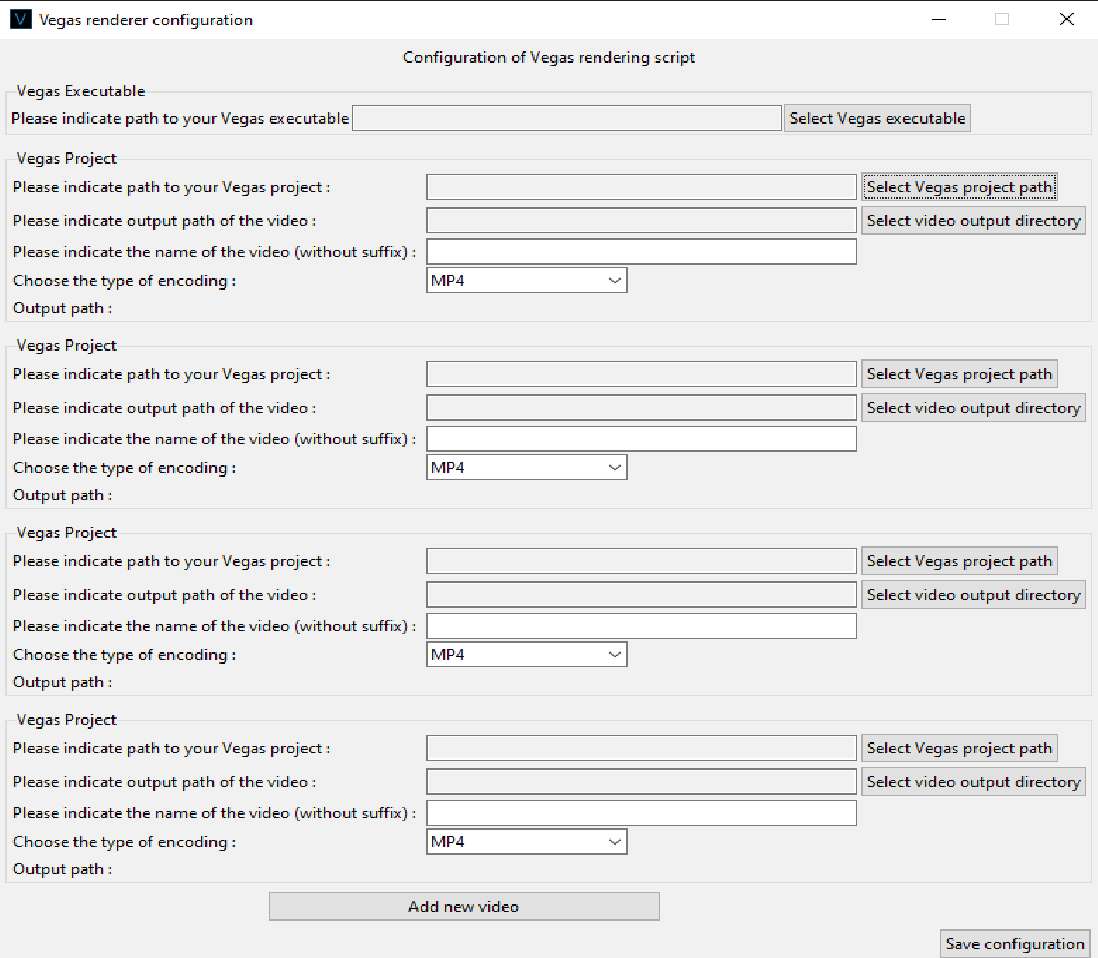 V Vegas renderer configuration
Configuration of Vegas rendering script
Vegas Executable
Please indicate path to your Vegas executable Select Vegas executable
Vegas Project
Please indicate path to your Vegas project : Select Vegas project path
Please indicate output path of the video : Select video output directory
Please indicate the name of the video (without suffix) :
Choose the type of encoding : MP4
Output path :
Vegas Project
Please indicate path to your Vegas project : Select Vegas project path
Please indicate output path of the video : Select video output directory
Please indicate the name of the video (without suffix) :
Choose the type of encoding : MP4
Output path :
Vegas Project
Please indicate path to your Vegas project : Select Vegas project path
Please indicate output path of the video : Select video output directory
Please indicate the name of the video (without suffix) :
Choose the type of encoding : MP4
Output path :
Vegas Project
Please indicate path to your Vegas project : Select Vegas project path
Please indicate output path of the video : Select video output directory
Please indicate the name of the video (without suffix) :
Choose the type of encoding : MP4
Output path :
Add new video
Save configuration